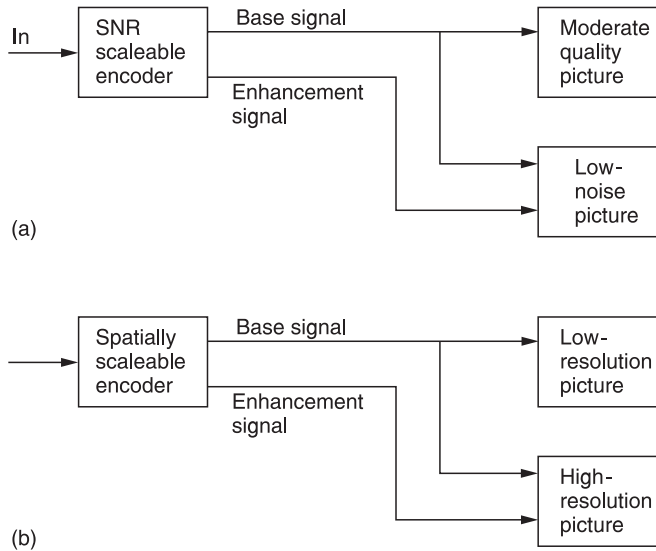 In
SNR
scaleable
encoder
Base signal
Enhancement
signal
Moderate
quality
picture
Low-
noise
picture
(a)
Spatially
scaleable
encoder
Base signal
Enhancement
signal
Low-
resolution
picture
High-
resolution
picture
(b)